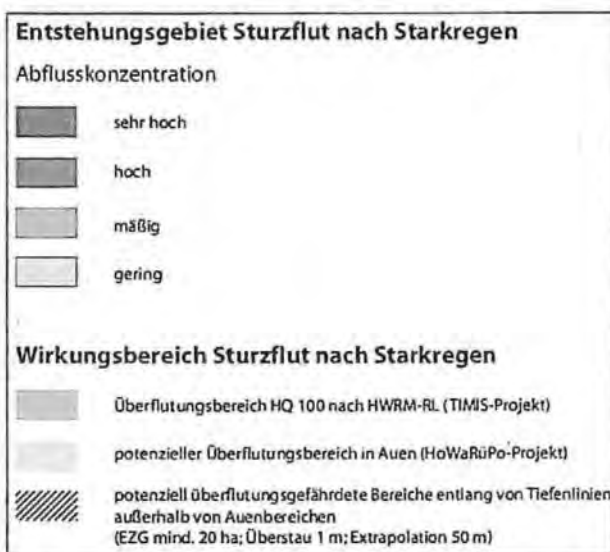 Entstehungsgebiet Sturzflut nach Starkregen
Abflusskonzentration
sehr hoch
hoch
mäßig
gering
Wirkungsbereich Sturzflut nach Starkregen
Überflutungsbereich HQ 100 nach HWRM-RL (TIMIS-Projekt)
potenzieller Überflutungsbereich in Auen (HoWaRüPo-Projekt)
potenziell überflutungsgefährdete Bereiche entlang von Tiefenlinien
außerhalb von Auenbereichen
(EZG mind. 20 ha; Überstau 1 m; Extrapolation 50 m)